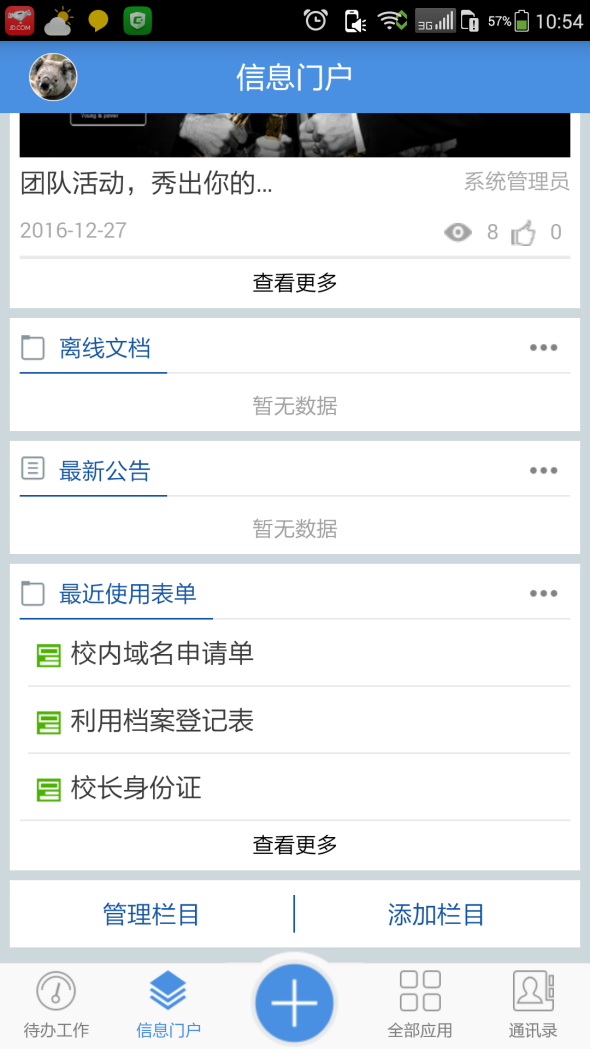 JD.COM
3G
57%
10:54
信息门户
Young & power
团队活动，秀出你的...
系统管理员
2016-12-27
8
0
查看更多
离线文档
暂无数据
最新公告
暂无数据
最近使用表单
校内域名申请单
利用档案登记表
校长身份证
查看更多
管理栏目
添加栏目
待办工作
信息门户
全部应用
通讯录